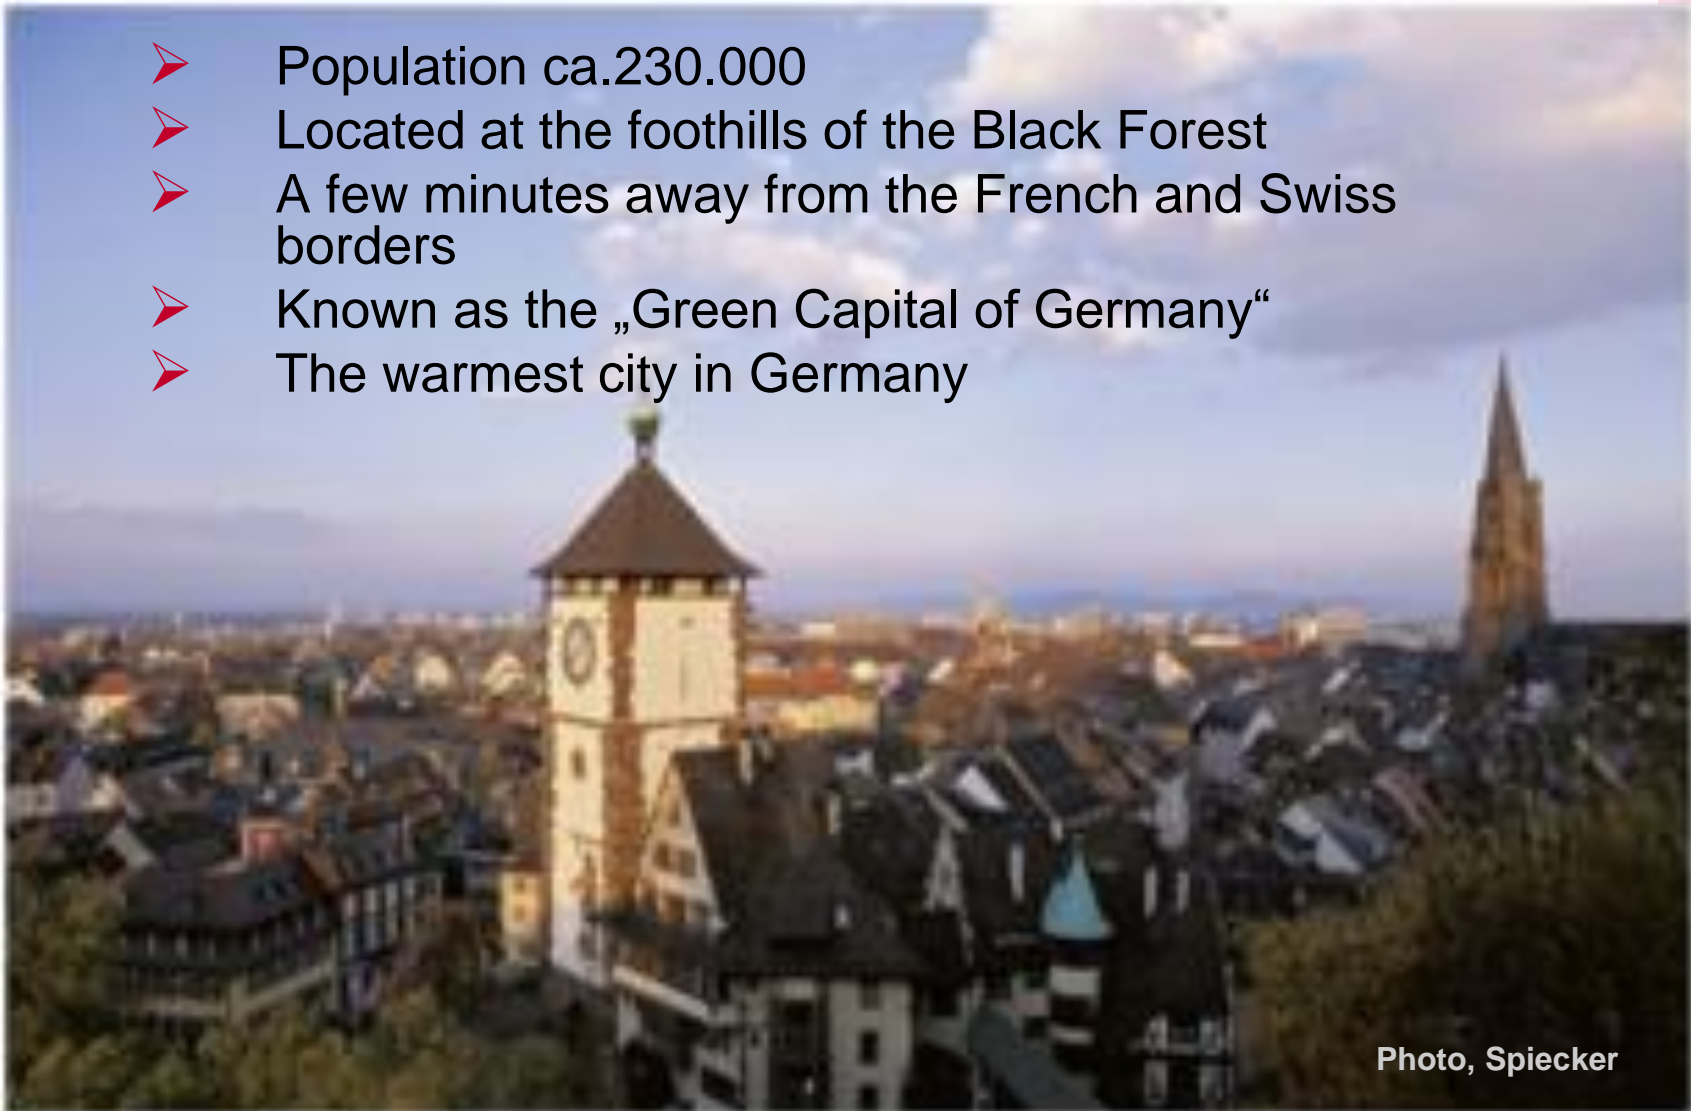 ➢ Population ca.230.000
➢ Located at the foothills of the Black Forest
➢ A few minutes away from the French and Swiss
borders
➢ Known as the „Green Capital of Germany“
➢ The warmest city in Germany
Photo, Spiecker